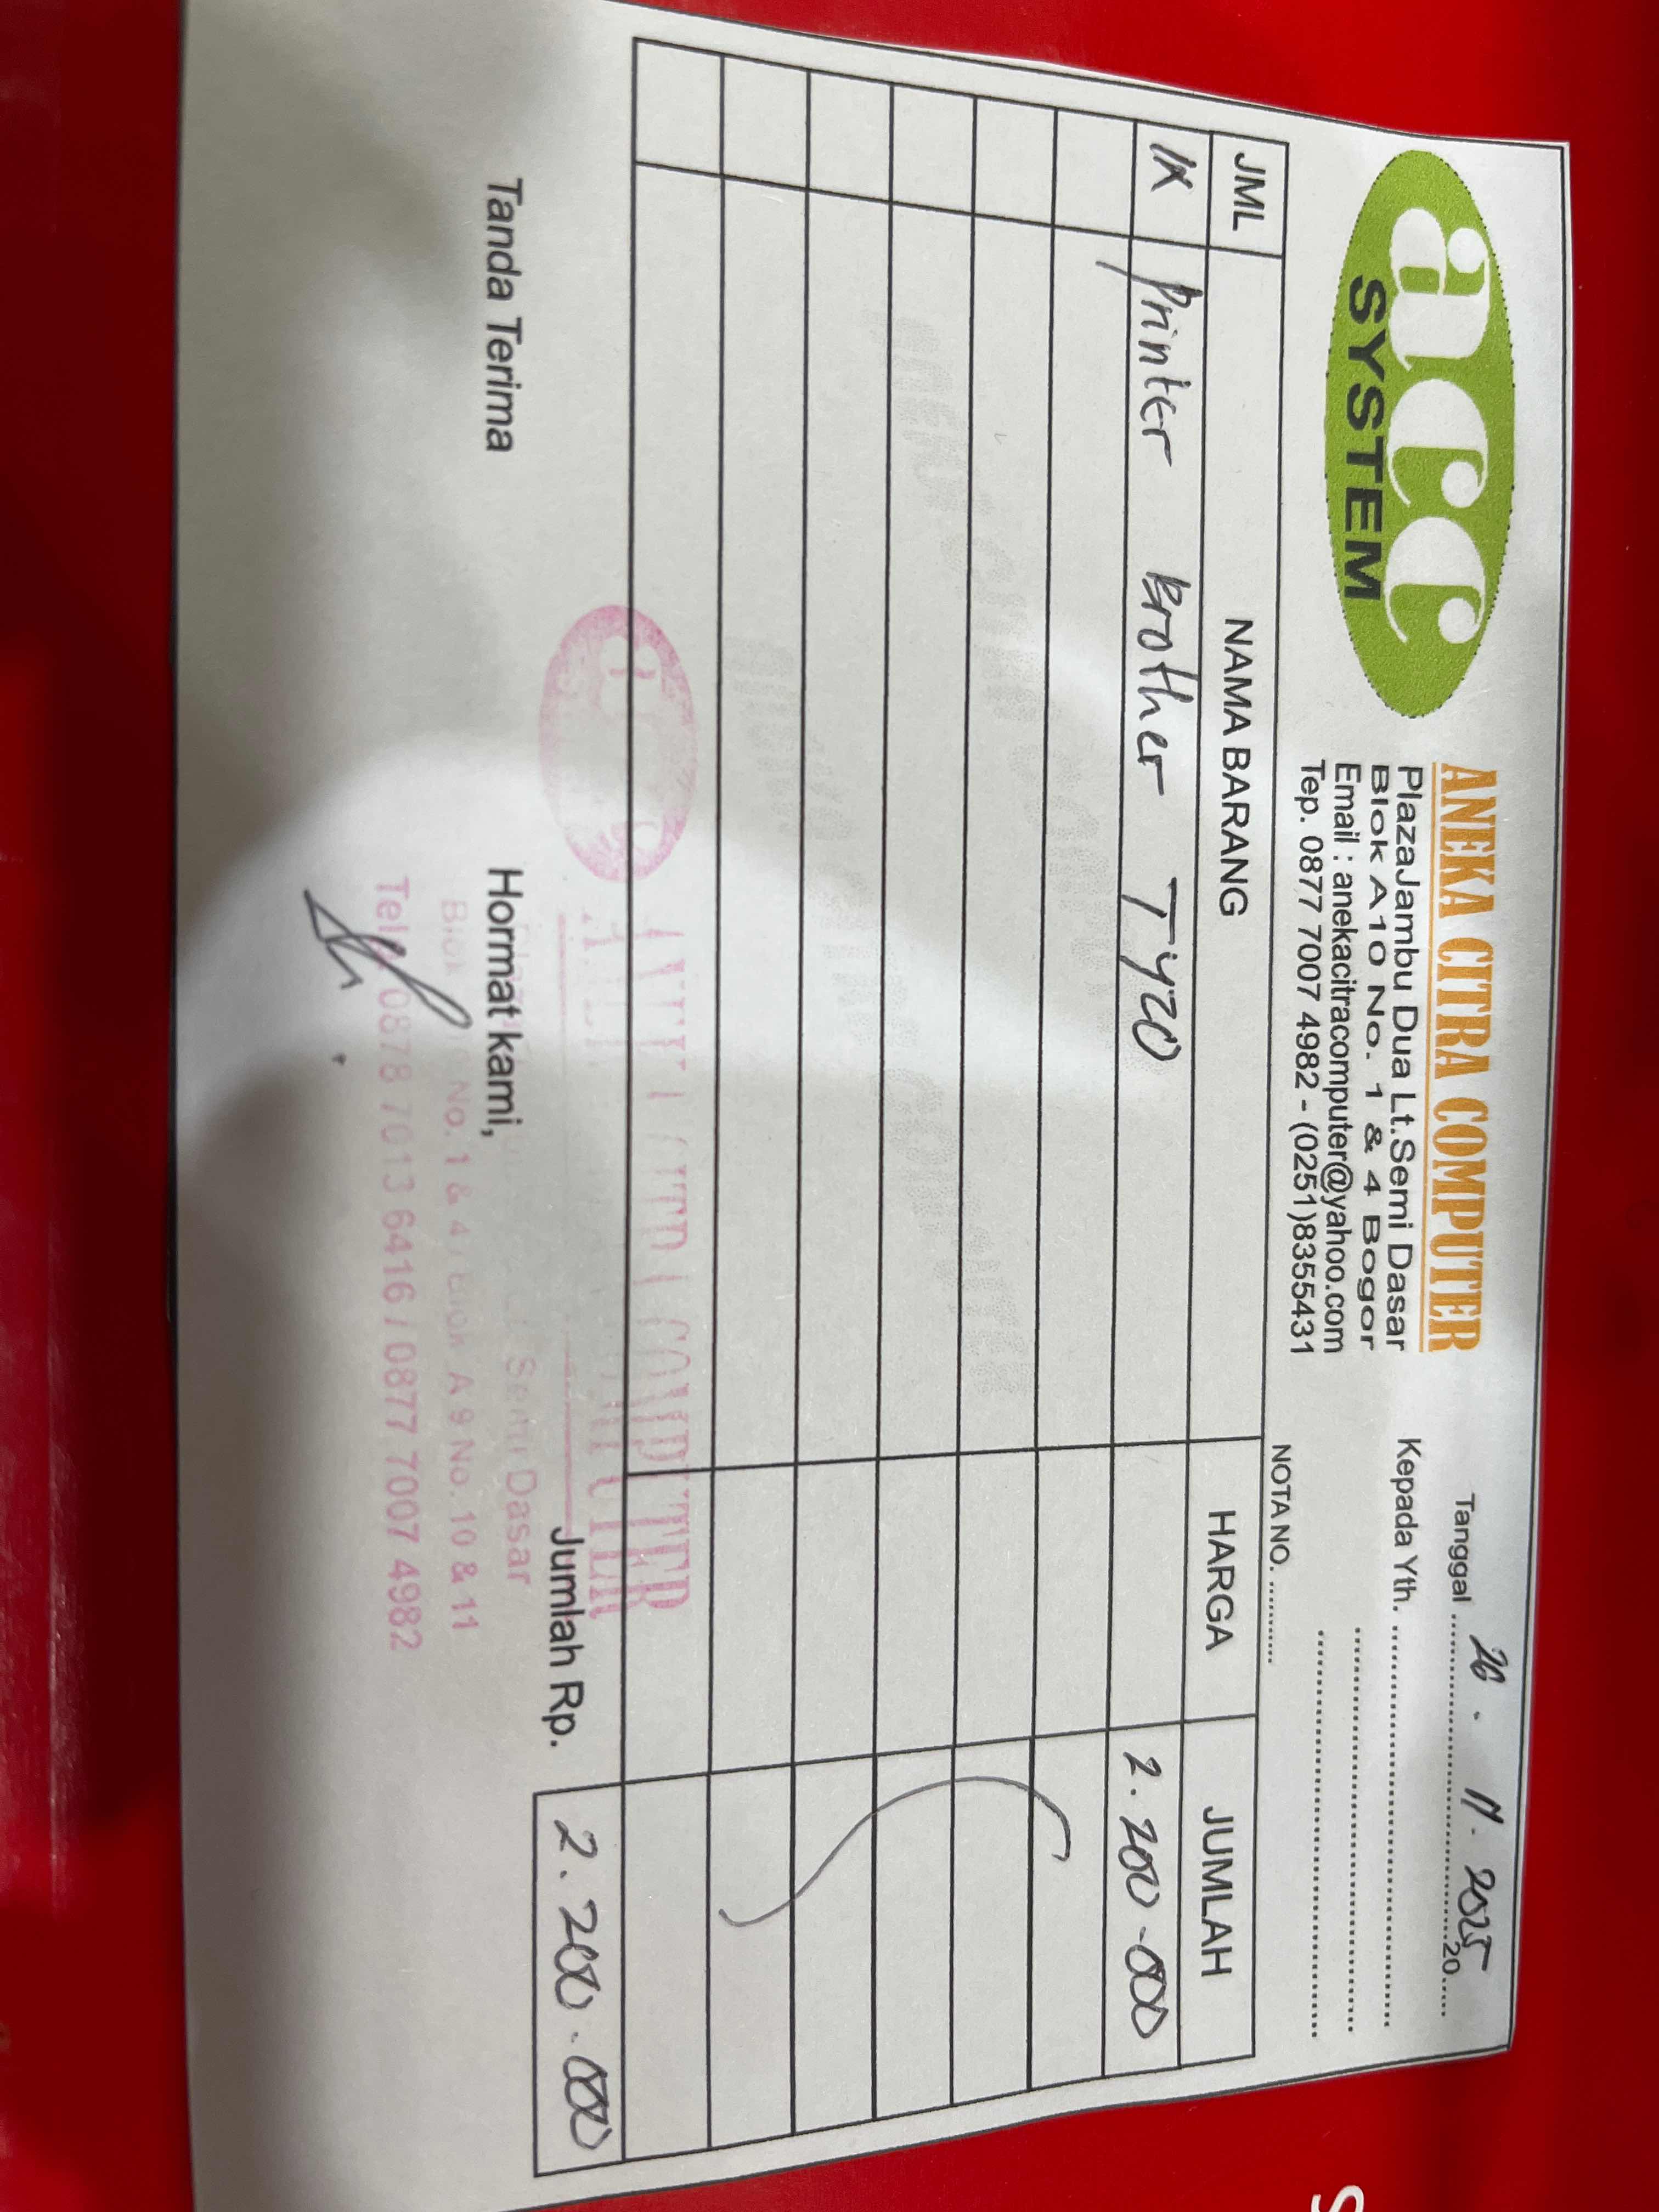 acc
SYSTEM
ANEKA CITRA COMPUTER
PlazaJambu Dua Lt.Semi Dasar
Blok A10 No. 1 & 4 Bogor
Email : anekacitracomputer@yahoo.com
Tep. 0877 7007 4982 - (0251)8355431
Tanggal 26 . 11 . 2025 20
Kepada Yth.
NOTA NO.
JML NAMA BARANG HARGA JUMLAH
1x Printer Brother T420 2.200.000
Jumlah Rp. 2.200.000
Tanda Terima Hormat kami,
ANEKA CITRA COMPUTER
Semi Dasar
Blok No. 1 & 4 / Blok A 9 No. 10 & 11
Telp 0878 7013 6416 / 0877 7007 4982
S